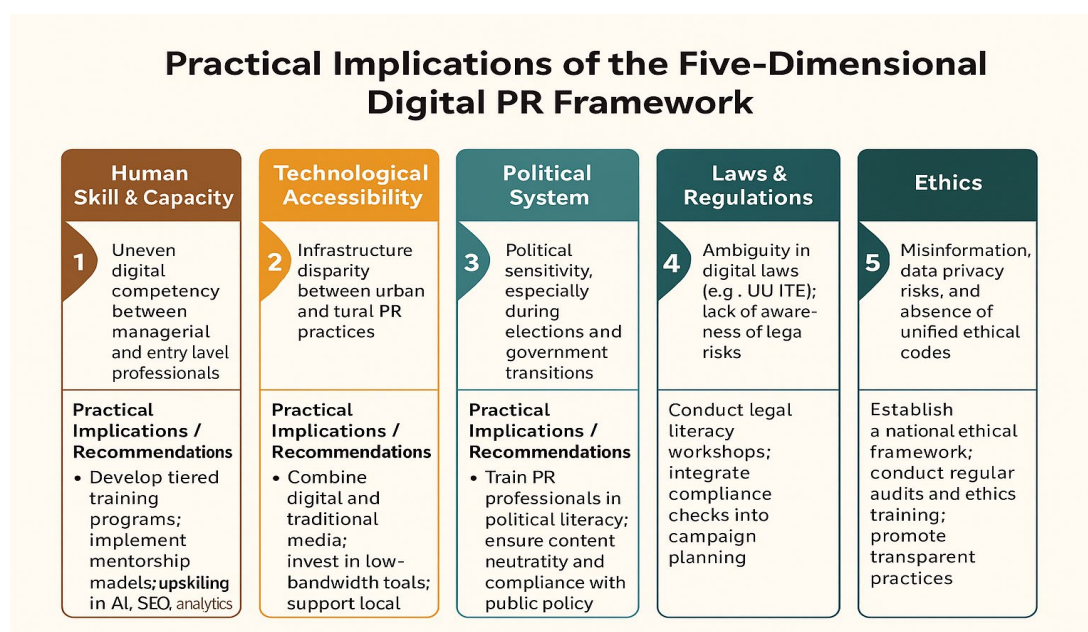 Practical Implications of the Five-Dimensional
Digital PR Framework
Human
Skill & Capacity
1
Uneven
digital
competency
between
managerial
and entry level
professionals
Practical
Implications /
Recommendations
• Develop tiered
training
programs;
implement
mentorship
madels; upskiling
in AI, SEO, analytics
Technological
Accessibility
2
Infrastructure
disparity
between urban
and tural PR
practices
Practical
Implications /
Recommendations
• Combine
digital and
traditional
media;
invest in low-
bandwidth toals;
support local
Political
System
3
Political
sensitivity,
especially
during
elections and
government
transitions
Practical
Implications /
Recommendations
• Train PR
professionals in
political literacy;
ensure content
neutratity and
compliance with
public policy
Laws &
Regulations
4
Ambiguity in
digital laws
(e.g . UU ITE);
lack of aware-
ness of lega
risks
Conduct legal
literacy
workshops;
integrate
compliance
checks into
campaign
planning
Ethics
5
Misinformation,
data privacy
risks, and
absence of
unified ethical
codes
Establish
a national ethical
framework;
conduct regular
audits and ethics
training;
promote
transparent
practices